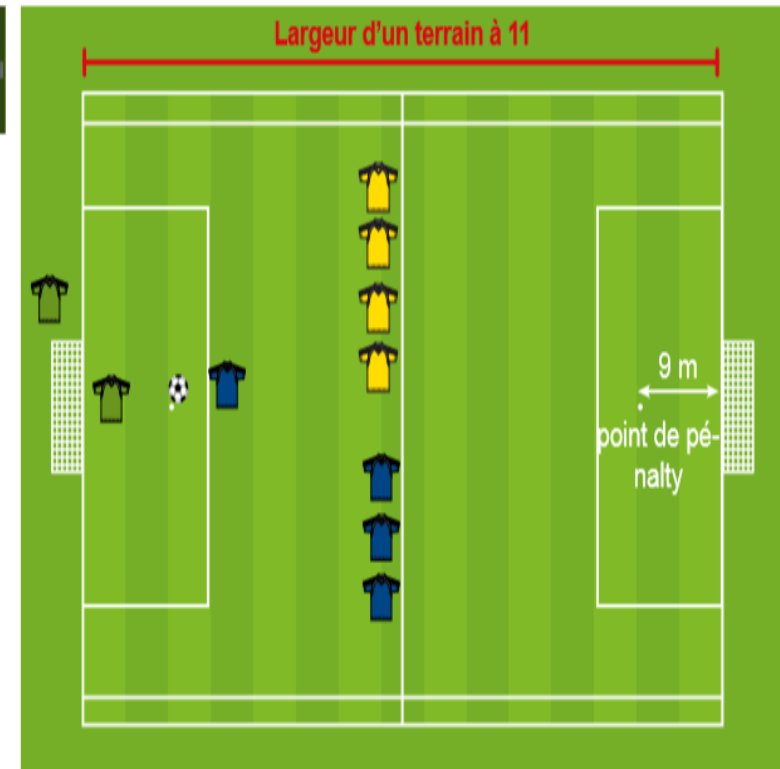 Largeur d’un terrain à 11
9 m
point de pé-
nalty